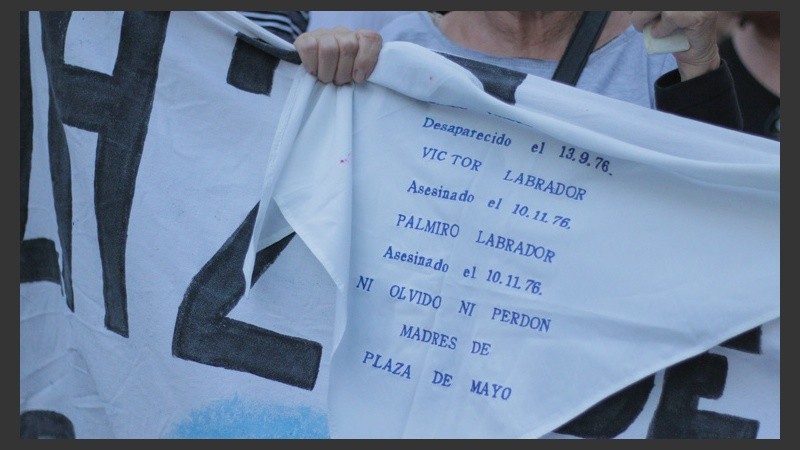 Desaparecido el 13.9.76.
VICTOR LABRADOR
Asesinado el 10.11.76.
PALMIRO LABRADOR
Asesinado el 10.11.76.
NI OLVIDO NI PERDON
MADRES DE
PLAZA DE MAYO